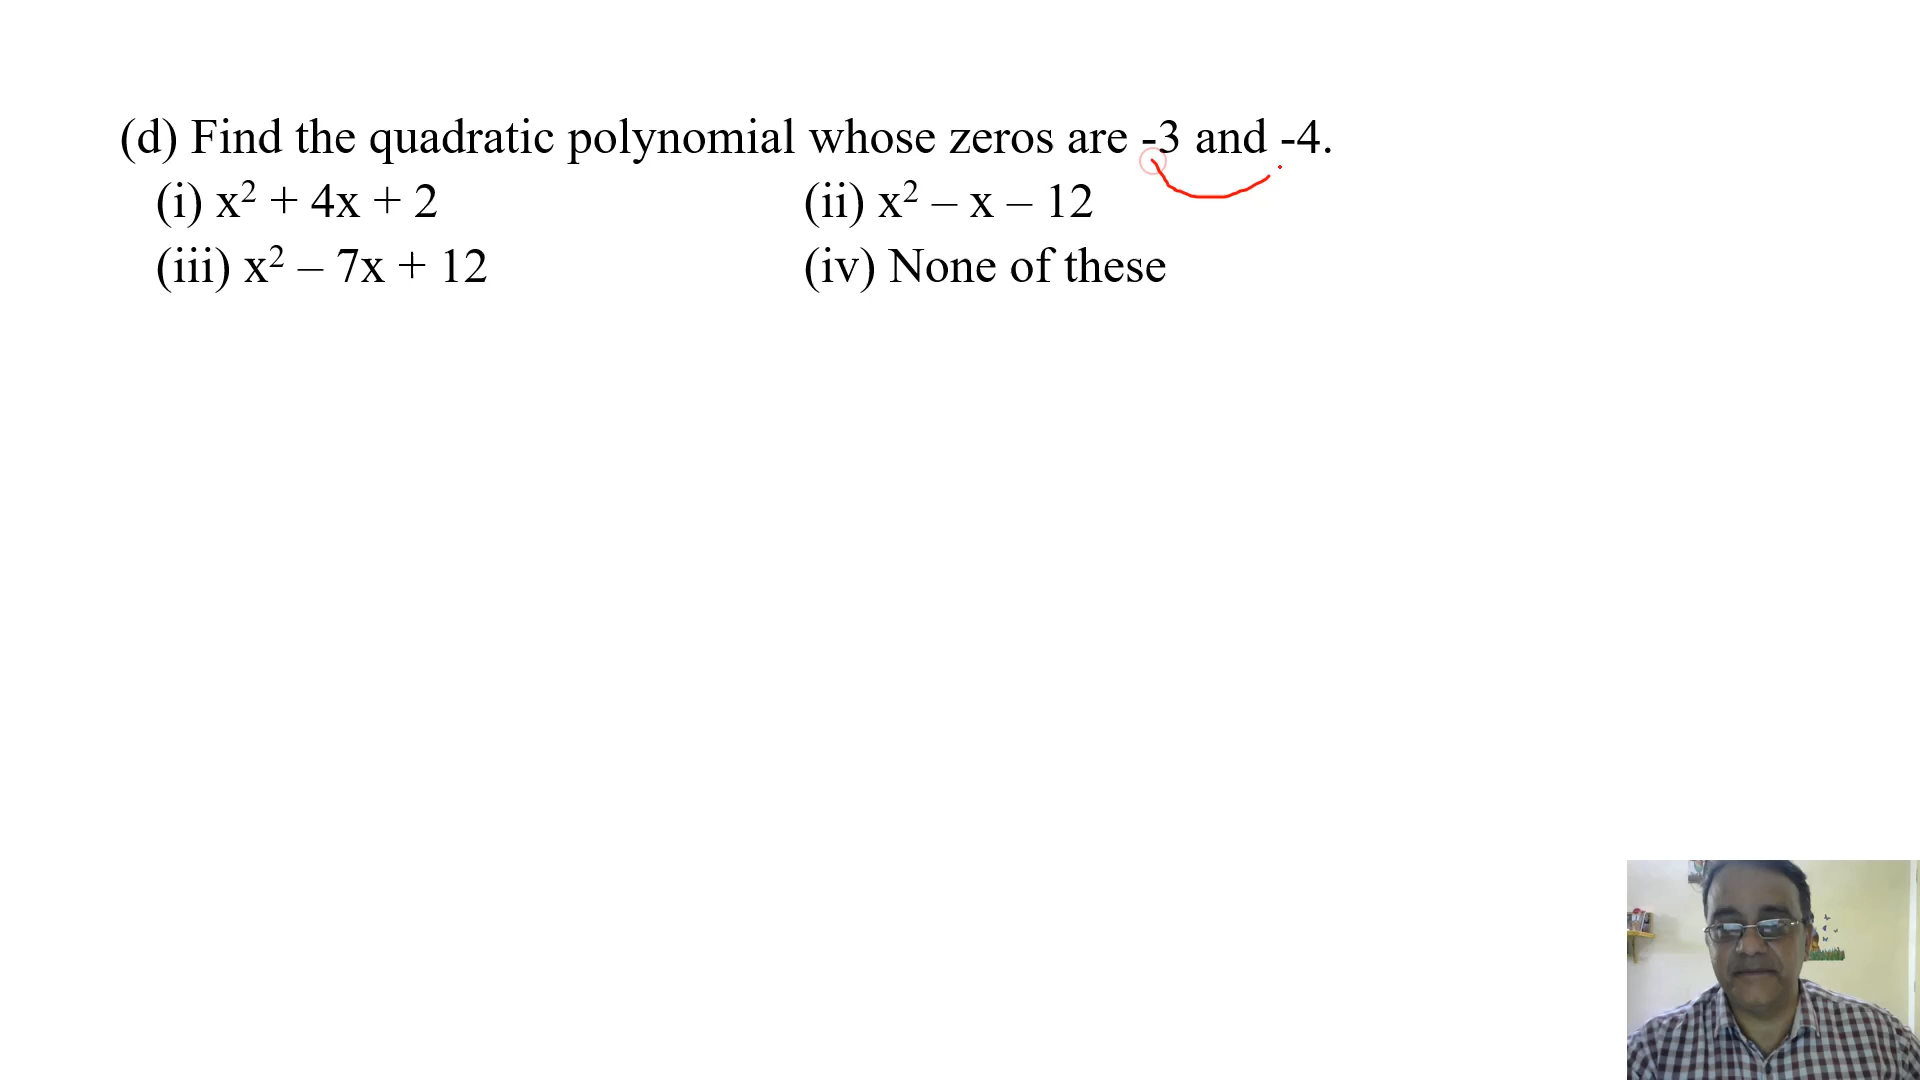 (d) Find the quadratic polynomial whose zeros are -3 and -4.
(i) x² + 4x + 2 (ii) x² – x – 12
(iii) x² – 7x + 12 (iv) None of these